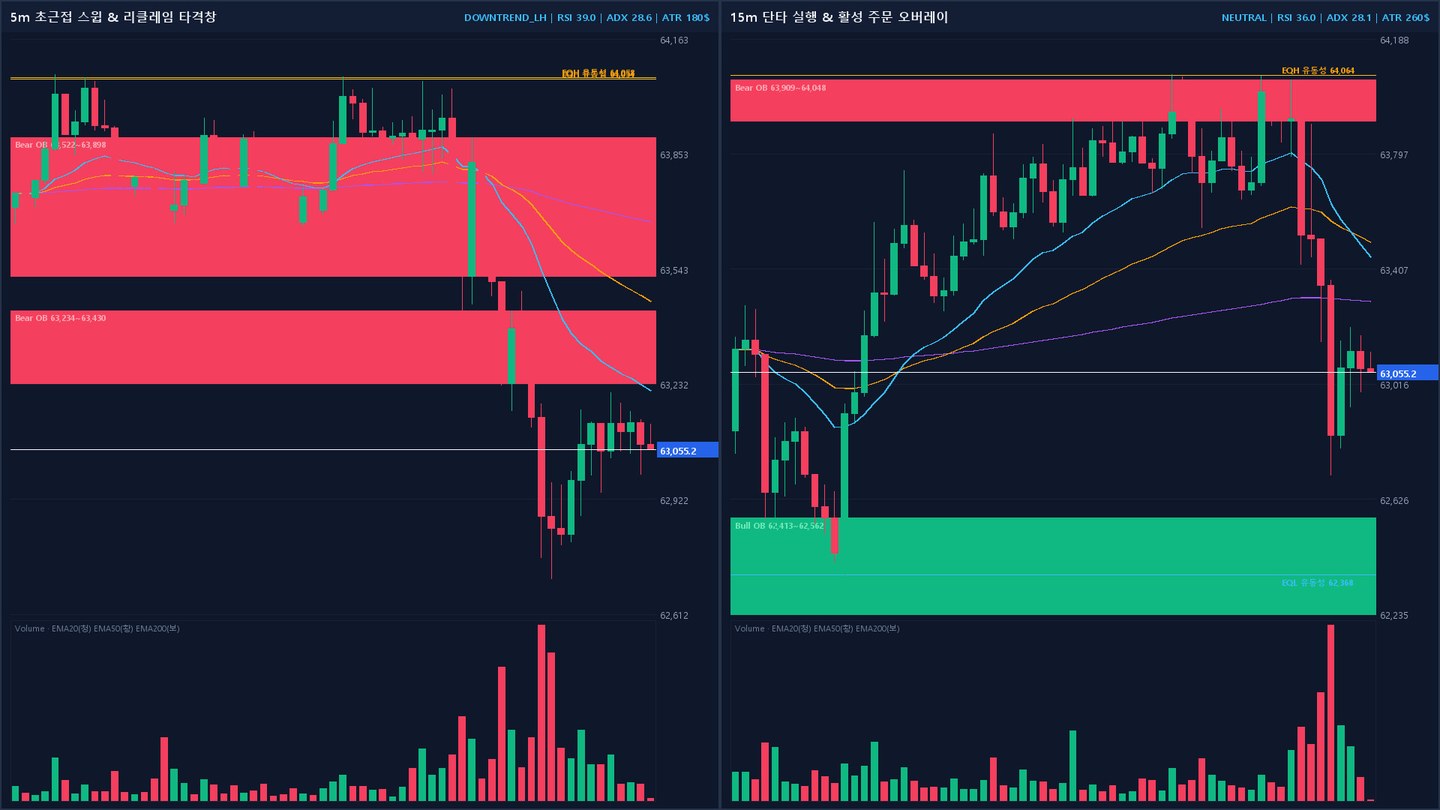 5m 초근접 스윕 & 리클레임 타격창
DOWNTREND_LH | RSI 39.0 | ADX 28.6 | ATR 180$
64,163
EQH 유동성
Bear OB 63,522~63,898
63,853
63,543
Bear OB 63,234~63,430
63,232
63,055.2
62,922
62,612
Volume · EMA20(청) EMA50(황) EMA200(보)
15m 단타 실행 & 활성 주문 오버레이
NEUTRAL | RSI 36.0 | ADX 28.1 | ATR 260$
64,188
EQH 유동성 64,064
Bear OB 63,909~64,048
63,797
63,407
63,055.2
63,016
62,626
Bull OB 62,413~62,562
EQL 유동성 62,368
62,235
Volume · EMA20(청) EMA50(황) EMA200(보)